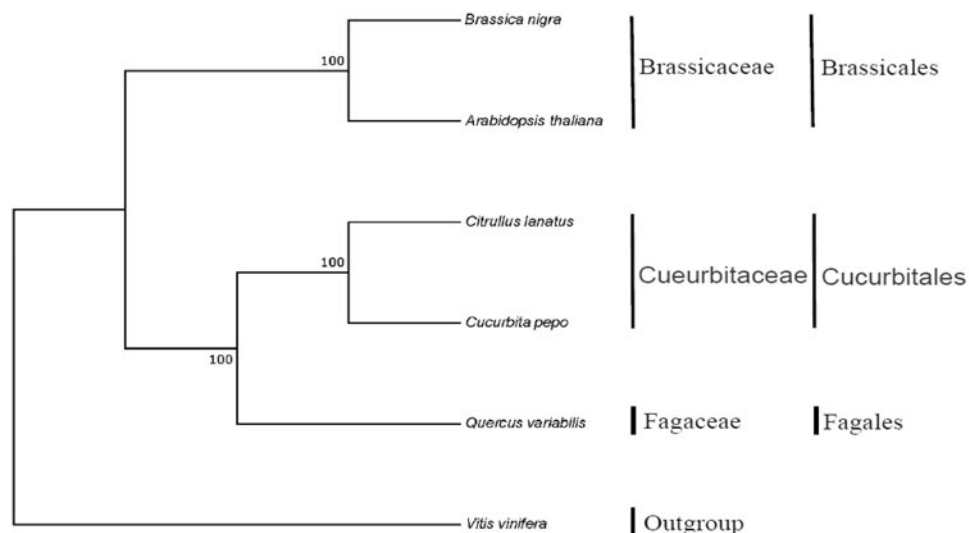 Brassica nigra
100
Brassicaceae
Brassicales
Arabidopsis thaliana
Citrullus lanatus
100
Cueurbitaceae
Cucurbitales
Cucurbita pepo
100
Quercus variabilis
Fagaceae
Fagales
Vitis vinifera
Outgroup